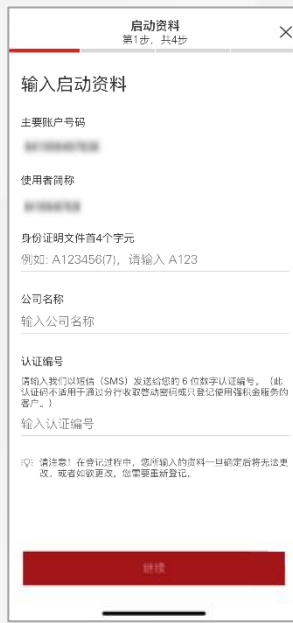 启动资料
第1步，共4步
输入启动资料
主要账户号码
使用者简称
身份证明文件首4个字元
例如: A123456(7)，请输入 A123
公司名称
输入公司名称
认证编号
请输入我们以短信（SMS）发送给您的 6 位数字认证编号。（此
认证码不适用于通过分行收取启动密码或只登记使用强积金服务的
客户。）
输入认证编号
请注意！在登记过程中，您所输入的资料一旦确定后将无法更
改。或者如欲更改，您需要重新登记。
继续